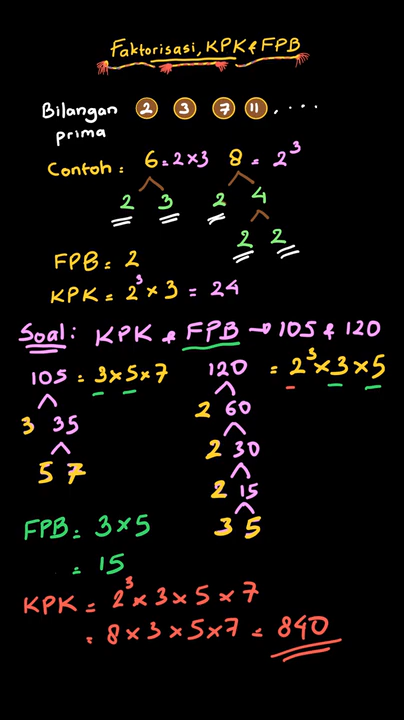 Faktorisasi, KPK & FPB
Bilangan prima 2 3 7 11 , . . . .
Contoh : 6 = 2 × 3 8 = 2³
2 3 2 4
2 2
FPB = 2
KPK = 2³ × 3 = 24
Soal : KPK & FPB → 105 & 120
105 = 3 × 5 × 7 120 = 2³ × 3 × 5
3 35 2 60
5 7 2 30
2 15
3 5
FPB = 3 × 5
= 15
KPK = 2³ × 3 × 5 × 7
= 8 × 3 × 5 × 7 = 840